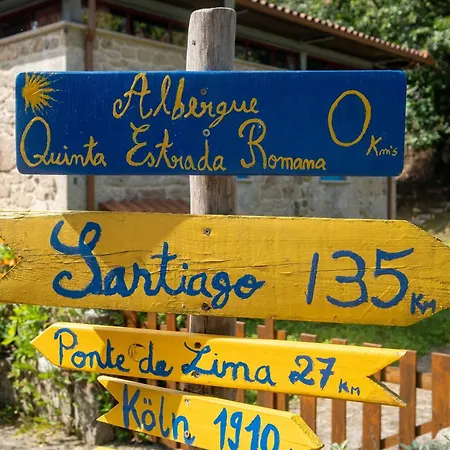 Albergue
Quinta Estrada Romana 0 Km's
Santiago 135 Km
Ponte de Lima 27 Km
Köln 1910